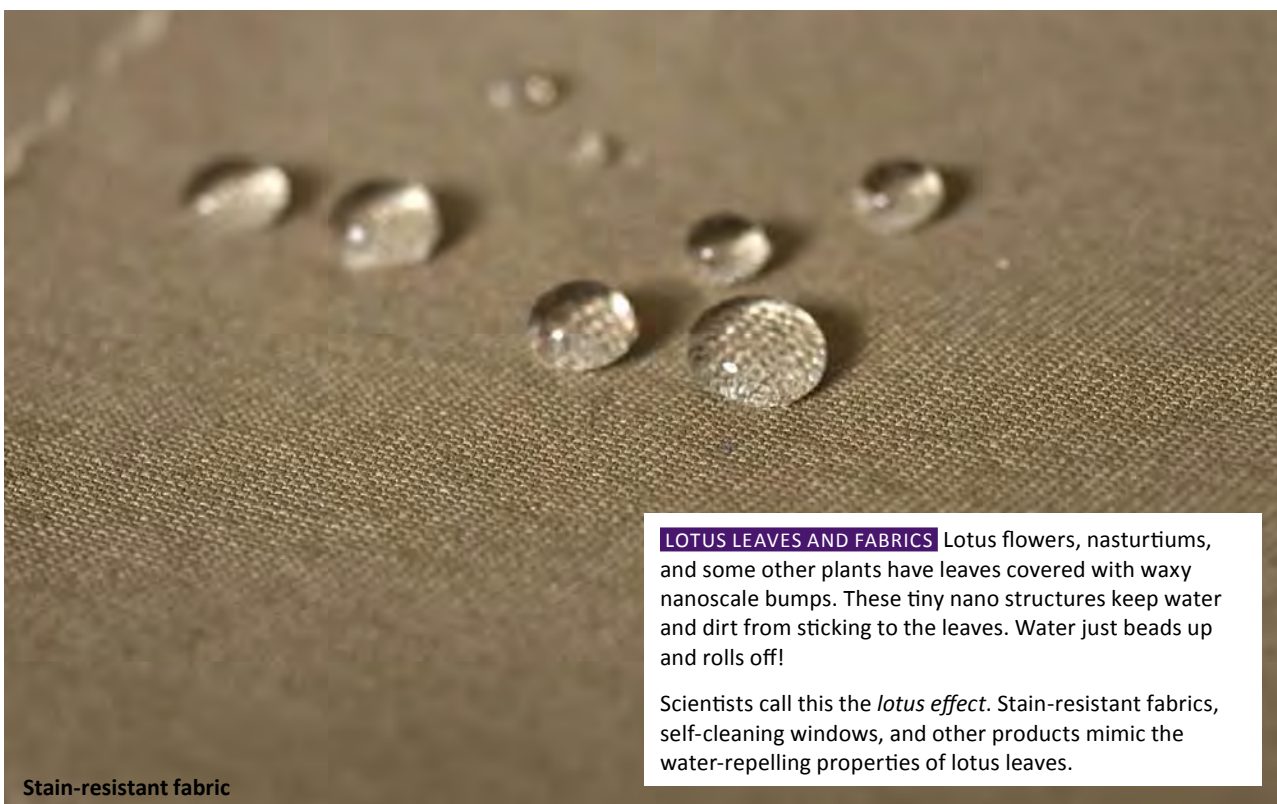 LOTUS LEAVES AND FABRICS Lotus flowers, nasturtiums,
and some other plants have leaves covered with waxy
nanoscale bumps. These tiny nano structures keep water
and dirt from sticking to the leaves. Water just beads up
and rolls off!
Scientists call this the lotus effect. Stain-resistant fabrics,
self-cleaning windows, and other products mimic the
water-repelling properties of lotus leaves.
Stain-resistant fabric